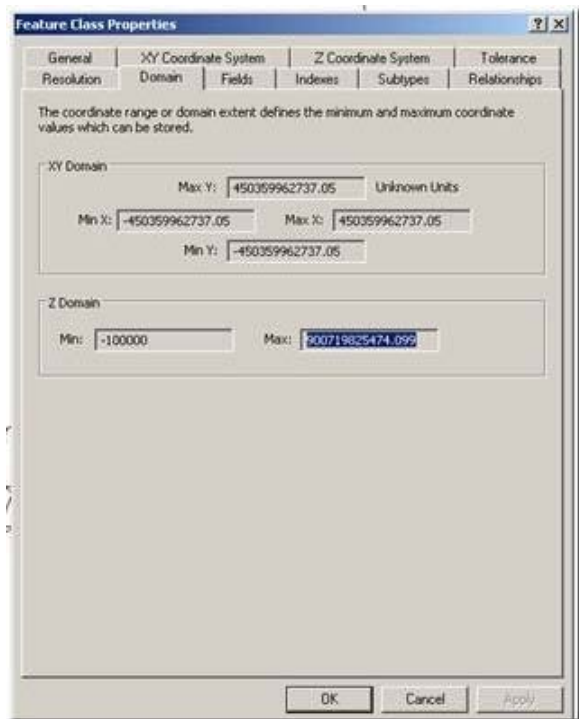 Feature Class Properties
General XY Coordinate System Z Coordinate System Tolerance
Resolution Domain Fields Indexes Subtypes Relationships
The coordinate range or domain extent defines the minimum and maximum coordinate
values which can be stored.
XY Domain
Max Y: 450359962737.05 Unknown Units
Min X: -450359962737.05 Max X: 450359962737.05
Min Y: -450359962737.05
Z Domain
Min: -100000 Max: 900719825474.099
OK Cancel Apply